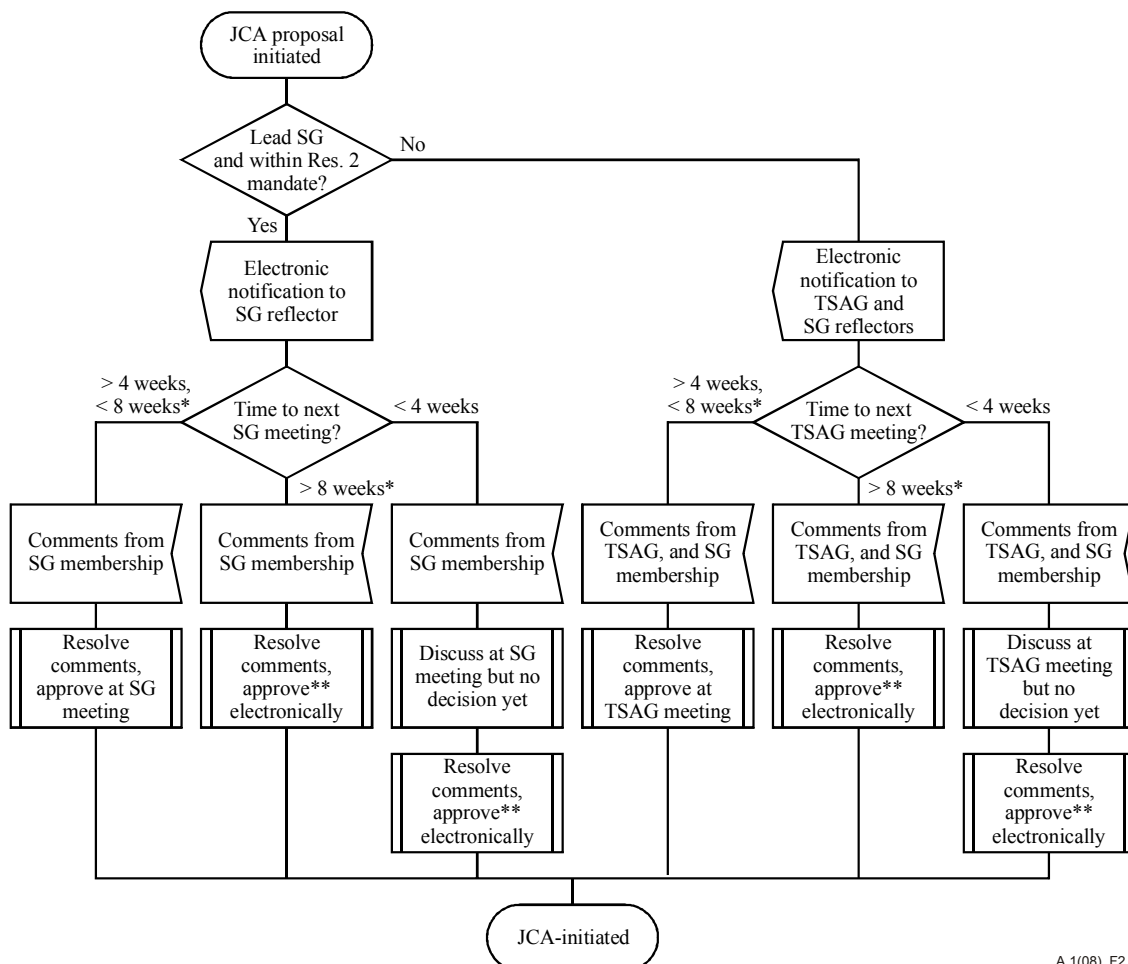 JCA proposal
initiated
Lead SG
and within Res. 2
mandate?
No
Yes
Electronic
notification to
SG reflector
Electronic
notification to
TSAG and
SG reflectors
> 4 weeks,
< 8 weeks*
Time to next
SG meeting?
< 4 weeks
> 8 weeks*
> 4 weeks,
< 8 weeks*
Time to next
TSAG meeting?
< 4 weeks
> 8 weeks*
Comments from
SG membership
Comments from
SG membership
Comments from
SG membership
Comments from
TSAG, and SG
membership
Comments from
TSAG, and SG
membership
Comments from
TSAG, and SG
membership
Resolve
comments,
approve at SG
meeting
Resolve
comments,
approve**
electronically
Discuss at SG
meeting but no
decision yet
Resolve
comments,
approve at
TSAG meeting
Resolve
comments,
approve**
electronically
Discuss at
TSAG meeting
but no
decision yet
Resolve
comments,
approve**
electronically
Resolve
comments,
approve**
electronically
JCA-initiated
A.1(08)_F2